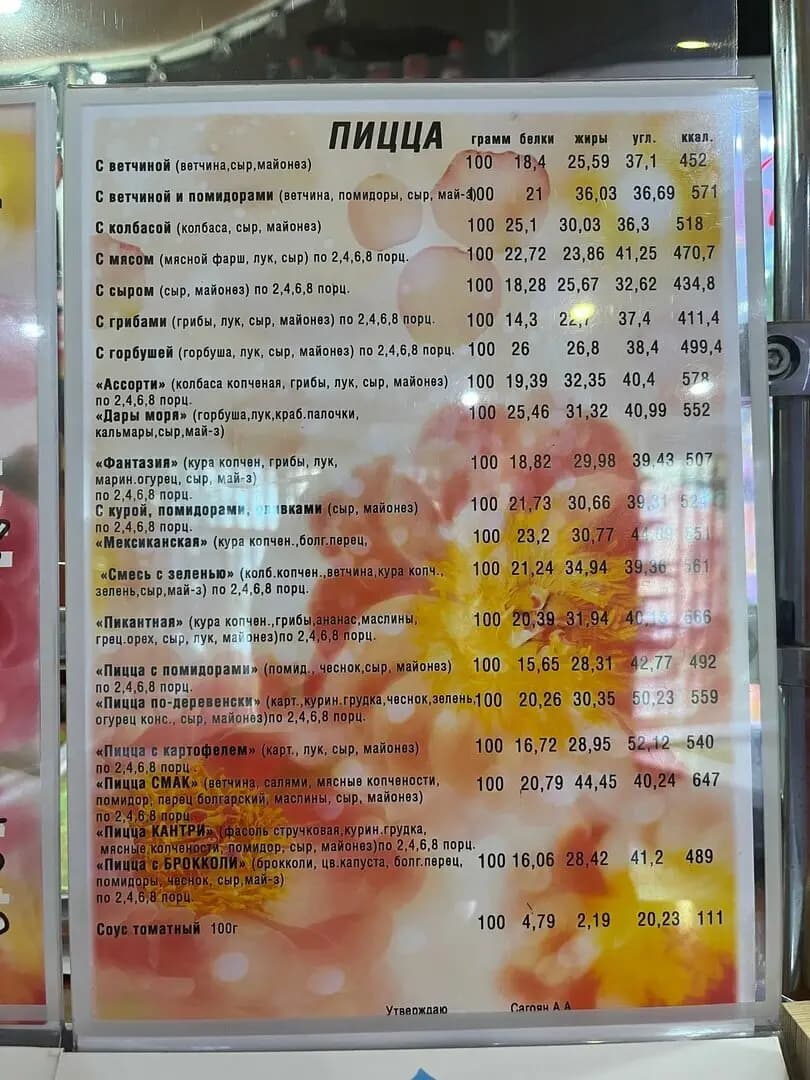 ПИЦЦА грамм белки жиры угл. ккал.
С ветчиной (ветчина,сыр,майонез) 100 18,4 25,59 37,1 452
С ветчиной и помидорами (ветчина, помидоры, сыр, май-з) 100 21 36,03 36,69 571
С колбасой (колбаса, сыр, майонез) 100 25,1 30,03 36,3 518
С мясом (мясной фарш, лук, сыр) по 2,4,6,8 порц. 100 22,72 23,86 41,25 470,7
С сыром (сыр, майонез) по 2,4,6,8 порц. 100 18,28 25,67 32,62 434,8
С грибами (грибы, лук, сыр, майонез) по 2,4,6,8 порц. 100 14,3 37,4 411,4
С горбушей (горбуша, лук, сыр, майонез) по 2,4,6,8 порц. 100 26 26,8 38,4 499,4
«Ассорти» (колбаса копченая, грибы, лук, сыр, майонез) 100 19,39 32,35 40,4 578
по 2,4,6,8 порц.
«Дары моря» (горбуша,лук,краб.палочки, 100 25,46 31,32 40,99 552
кальмары,сыр,май-з)
«Фантазия» (кура копчен, грибы, лук, 100 18,82 29,98 39,43 507
марин.огурец, сыр, май-з)
по 2,4,6,8 порц.
С курой, помидорами, оливками (сыр, майонез) 100 21,73 30,66
по 2,4,6,8 порц.
«Мексиканская» (кура копчен.,болг.перец, 100 23,2 30,77
«Смесь с зеленью» (колб.копчен.,ветчина,кура копч., 100 21,24 34,94 39,36 561
зелень,сыр,май-з) по 2,4,6,8 порц.
«Пикантная» (кура копчен.,грибы,ананас,маслины, 100 20,39 31,94 566
грец.орех, сыр, лук, майонез)по 2,4,6,8 порц.
«Пицца с помидорами» (помид., чеснок,сыр, майонез) 100 15,65 28,31 42,77 492
по 2,4,6,8 порц.
«Пицца по-деревенски» (карт.,курин.грудка,чеснок,зелень, 100 20,26 30,35 50,23 559
огурец конс., сыр, майонез)по 2,4,6,8 порц.
«Пицца с картофелем» (карт., лук, сыр, майонез) 100 16,72 28,95 52,12 540
по 2,4,6,8 порц.
«Пицца СМАК» (ветчина, салями, мясные копчености, 100 20,79 44,45 40,24 647
помидор, перец болгарский, маслины, сыр, майонез)
по 2,4,6,8 порц.
«Пицца КАНТРИ» (фасоль стручковая,курин.грудка,
мясные колчености, помидор, сыр, майонез)по 2,4,6,8 порц.
«Пицца с БРОККОЛИ» (брокколи, цв.капуста, болг.перец, 100 16,06 28,42 41,2 489
помидоры, чеснок, сыр,май-з)
по 2,4,6,8 порц.
Соус томатный 100г 100 4,79 2,19 20,23 111
Утверждаю Сагоян А.А.